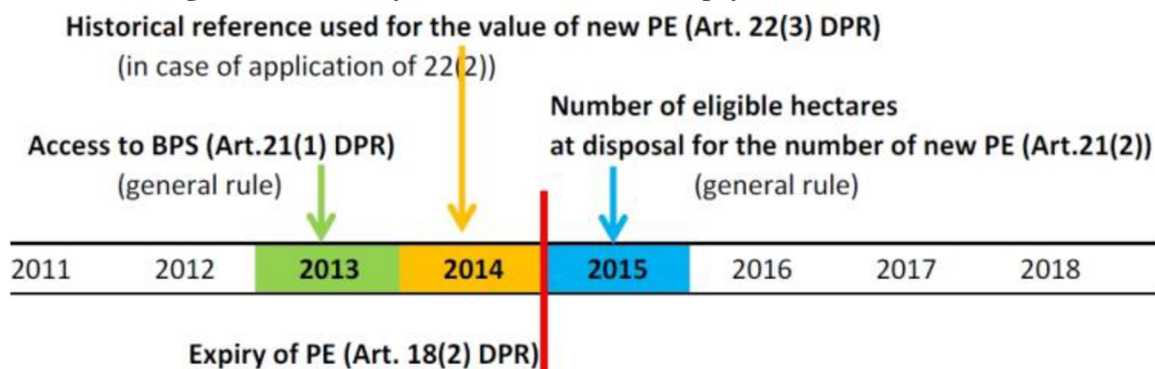 Historical reference used for the value of new PE (Art. 22(3) DPR)
(in case of application of 22(2))
Number of eligible hectares
Access to BPS (Art.21(1) DPR)
at disposal for the number of new PE (Art.21(2))
(general rule)
(general rule)
2011 2012 2013 2014 2015 2016 2017 2018
Expiry of PE (Art. 18(2) DPR)